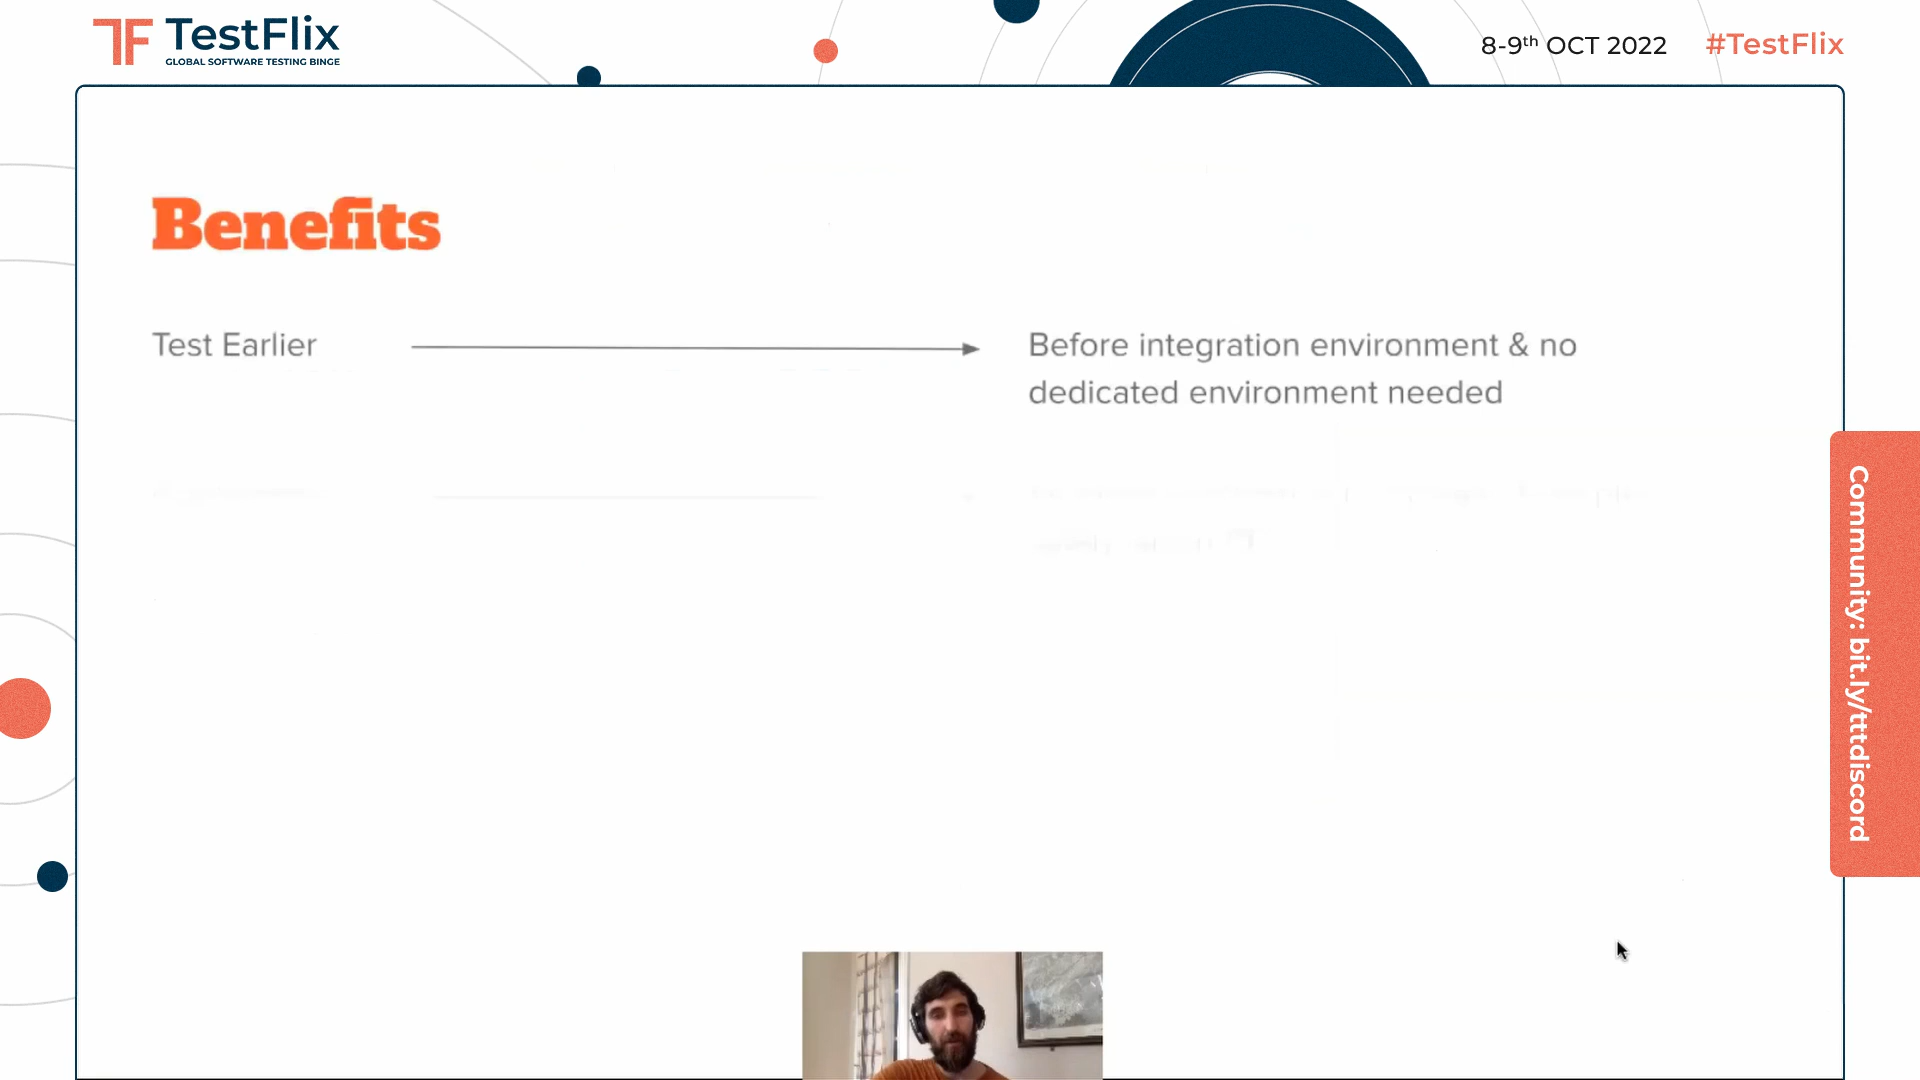 TF TestFlix
GLOBAL SOFTWARE TESTING BINGE
8-9th OCT 2022 #TestFlix
Benefits
Test Earlier
Before integration environment & no
dedicated environment needed
Community: bit.ly/tttdiscord